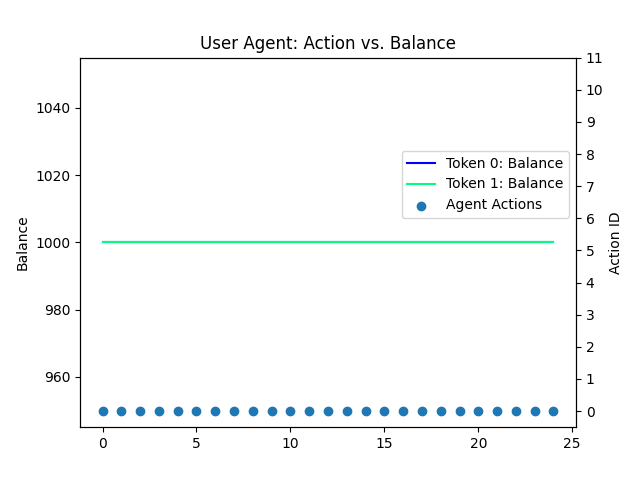 User Agent: Action vs. Balance
Balance
1040
1020
1000
980
960
Token 0: Balance
Token 1: Balance
Agent Actions
11
10
9
8
7
6
5
4
3
2
1
0
Action ID
0 5 10 15 20 25